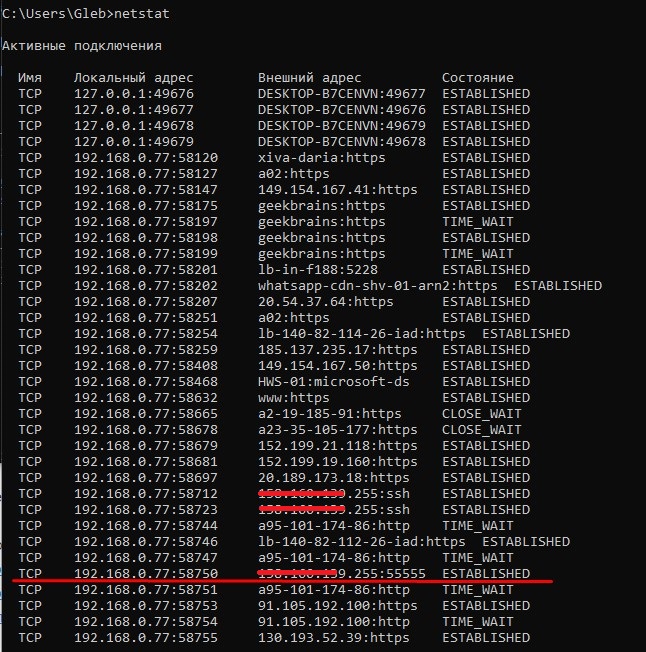 C:\Users\Gleb>netstat
Активные подключения
Имя Локальный адрес Внешний адрес Состояние
TCP 127.0.0.1:49676 DESKTOP-B7CENVN:49677 ESTABLISHED
TCP 127.0.0.1:49677 DESKTOP-B7CENVN:49676 ESTABLISHED
TCP 127.0.0.1:49678 DESKTOP-B7CENVN:49679 ESTABLISHED
TCP 127.0.0.1:49679 DESKTOP-B7CENVN:49678 ESTABLISHED
TCP 192.168.0.77:58120 xiva-daria:https ESTABLISHED
TCP 192.168.0.77:58127 a02:https ESTABLISHED
TCP 192.168.0.77:58147 149.154.167.41:https ESTABLISHED
TCP 192.168.0.77:58175 geekbrains:https ESTABLISHED
TCP 192.168.0.77:58197 geekbrains:https TIME_WAIT
TCP 192.168.0.77:58198 geekbrains:https ESTABLISHED
TCP 192.168.0.77:58199 geekbrains:https TIME_WAIT
TCP 192.168.0.77:58201 lb-in-f188:5228 ESTABLISHED
TCP 192.168.0.77:58202 whatsapp-cdn-shv-01-arn2:https ESTABLISHED
TCP 192.168.0.77:58207 20.54.37.64:https ESTABLISHED
TCP 192.168.0.77:58251 a02:https ESTABLISHED
TCP 192.168.0.77:58254 lb-140-82-114-26-iad:https ESTABLISHED
TCP 192.168.0.77:58259 185.137.235.17:https ESTABLISHED
TCP 192.168.0.77:58408 149.154.167.50:https ESTABLISHED
TCP 192.168.0.77:58468 HWS-01:microsoft-ds ESTABLISHED
TCP 192.168.0.77:58632 www:https ESTABLISHED
TCP 192.168.0.77:58665 a2-19-185-91:https CLOSE_WAIT
TCP 192.168.0.77:58678 a23-35-105-177:https CLOSE_WAIT
TCP 192.168.0.77:58679 152.199.21.118:https ESTABLISHED
TCP 192.168.0.77:58681 152.199.19.160:https ESTABLISHED
TCP 192.168.0.77:58697 20.189.173.18:https ESTABLISHED
TCP 192.168.0.77:58712 .255:ssh ESTABLISHED
TCP 192.168.0.77:58723 .255:ssh ESTABLISHED
TCP 192.168.0.77:58744 a95-101-174-86:http TIME_WAIT
TCP 192.168.0.77:58746 lb-140-82-112-26-iad:https ESTABLISHED
TCP 192.168.0.77:58747 a95-101-174-86:http TIME_WAIT
TCP 192.168.0.77:58750 9.255:55555 ESTABLISHED
TCP 192.168.0.77:58751 a95-101-174-86:http TIME_WAIT
TCP 192.168.0.77:58753 91.105.192.100:https ESTABLISHED
TCP 192.168.0.77:58754 91.105.192.100:http TIME_WAIT
TCP 192.168.0.77:58755 130.193.52.39:https ESTABLISHED